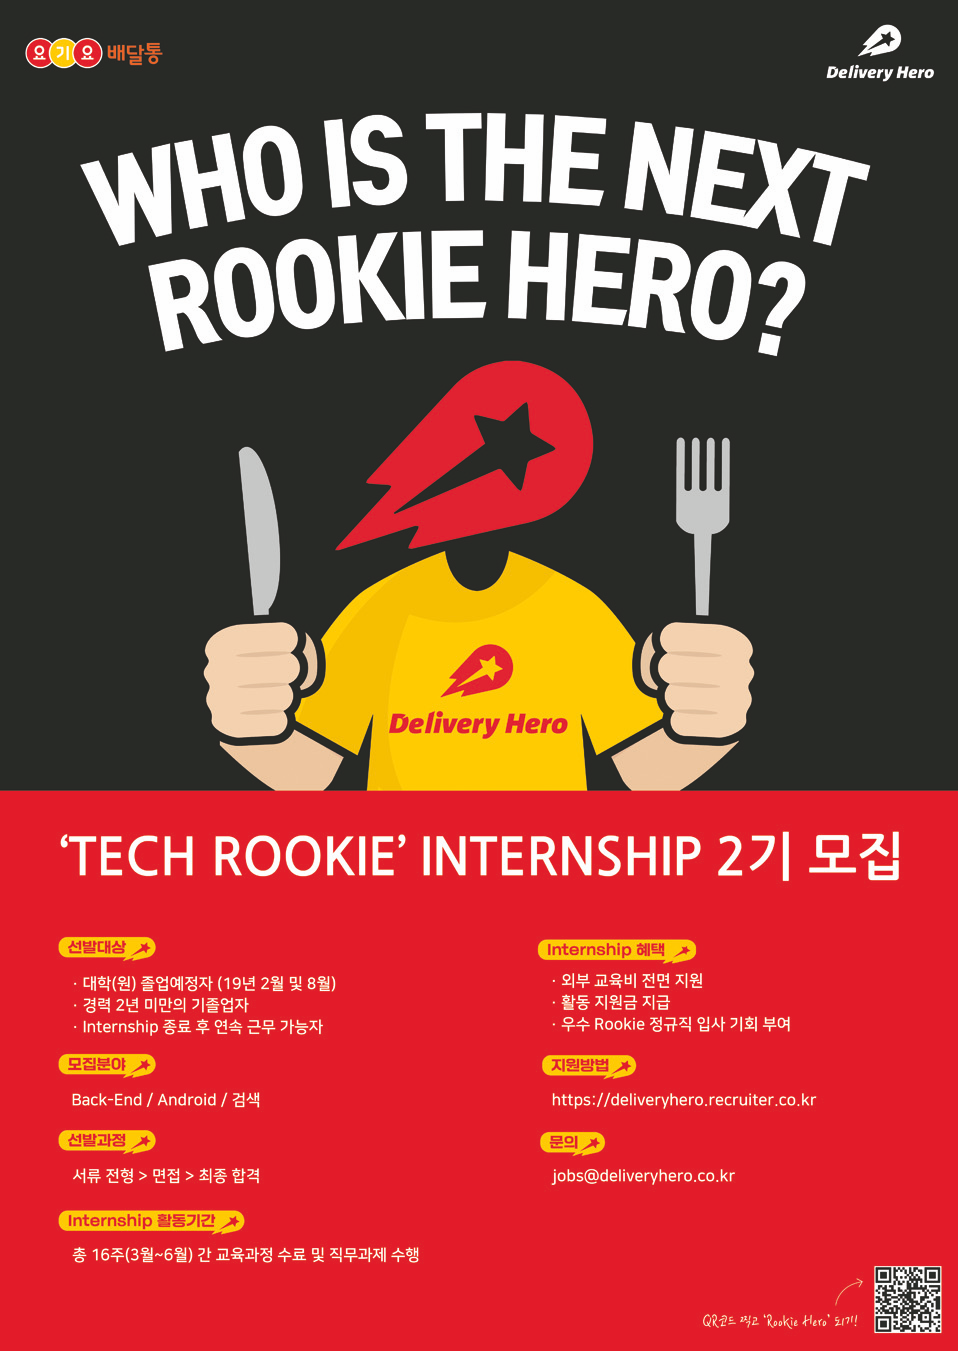 요기요 배달통
Delivery Hero
WHO IS THE NEXT
ROOKIE HERO?
Delivery Hero
‘TECH ROOKIE’ INTERNSHIP 2기 모집
선발대상
· 대학(원) 졸업예정자 (19년 2월 및 8월)
· 경력 2년 미만의 기졸업자
· Internship 종료 후 연속 근무 가능자
모집분야
Back-End / Android / 검색
선발과정
서류 전형 > 면접 > 최종 합격
Internship 활동기간
총 16주(3월~6월) 간 교육과정 수료 및 직무과제 수행
Internship 혜택
· 외부 교육비 전면 지원
· 활동 지원금 지급
· 우수 Rookie 정규직 입사 기회 부여
지원방법
https://deliveryhero.recruiter.co.kr
문의
jobs@deliveryhero.co.kr
QR코드 찍고 ‘Rookie Hero’ 되기!